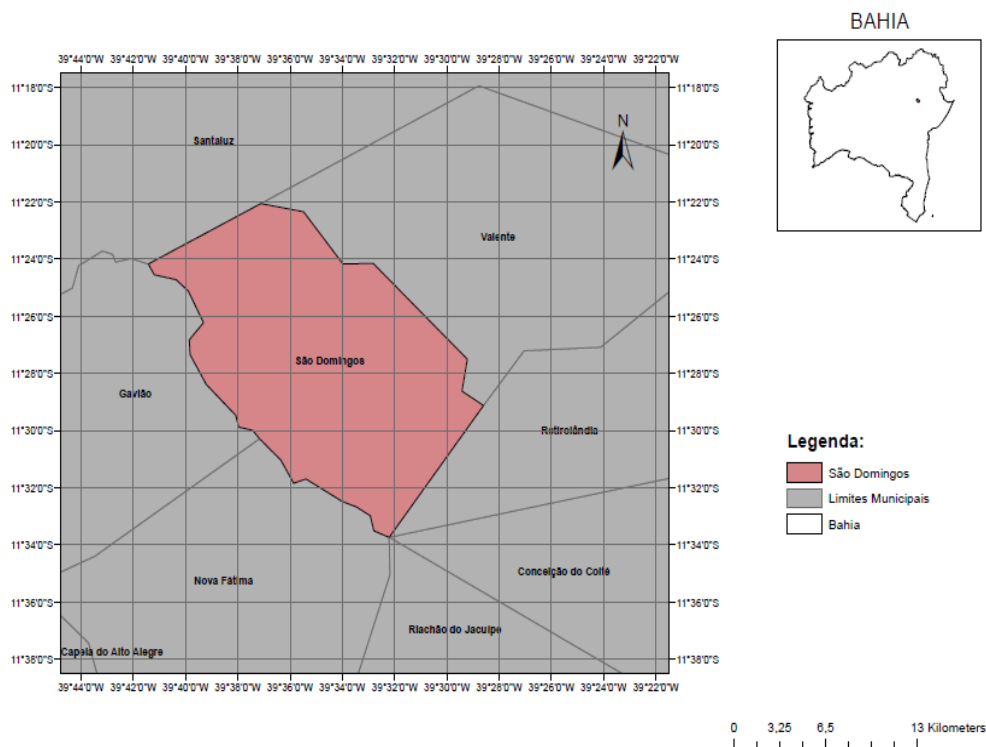 BAHIA
39°44'0"W 39°42'0"W 39°40'0"W 39°38'0"W 39°36'0"W 39°34'0"W 39°32'0"W 39°30'0"W 39°28'0"W 39°26'0"W 39°24'0"W 39°22'0"W
11°18'0"S 11°18'0"S
N
Santaluz
11°20'0"S 11°20'0"S
11°22'0"S 11°22'0"S
Valente
11°24'0"S 11°24'0"S
11°26'0"S 11°26'0"S
São Domingos
11°28'0"S 11°28'0"S
Gavião
11°30'0"S Retirolândia 11°30'0"S
Legenda:
São Domingos
Limites Municipais
Bahia
11°32'0"S 11°32'0"S
11°34'0"S 11°34'0"S
Conceição do Coité
Nova Fátima
11°36'0"S 11°36'0"S
Riachão do Jacuipe
Capela do Alto Alegre
11°38'0"S 11°38'0"S
39°44'0"W 39°42'0"W 39°40'0"W 39°38'0"W 39°36'0"W 39°34'0"W 39°32'0"W 39°30'0"W 39°28'0"W 39°26'0"W 39°24'0"W 39°22'0"W
0 3,25 6,5 13 Kilometers